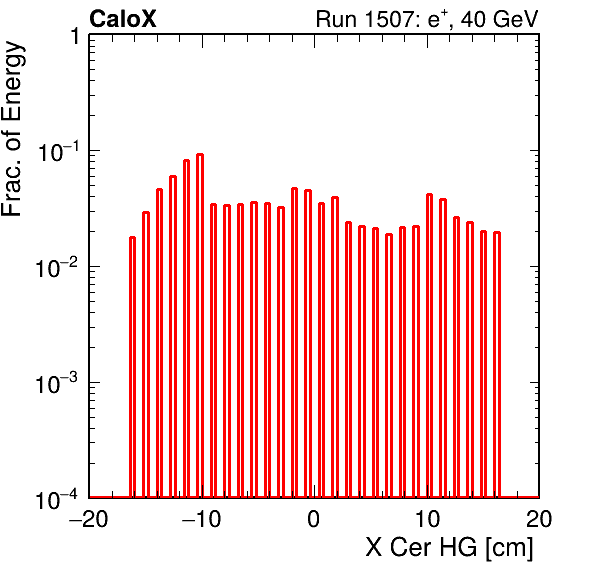 CaloX
Run 1507: e⁺, 40 GeV
Frac. of Energy
1
10⁻¹
10⁻²
10⁻³
10⁻⁴
−20
−10
0
10
20
X Cer HG [cm]